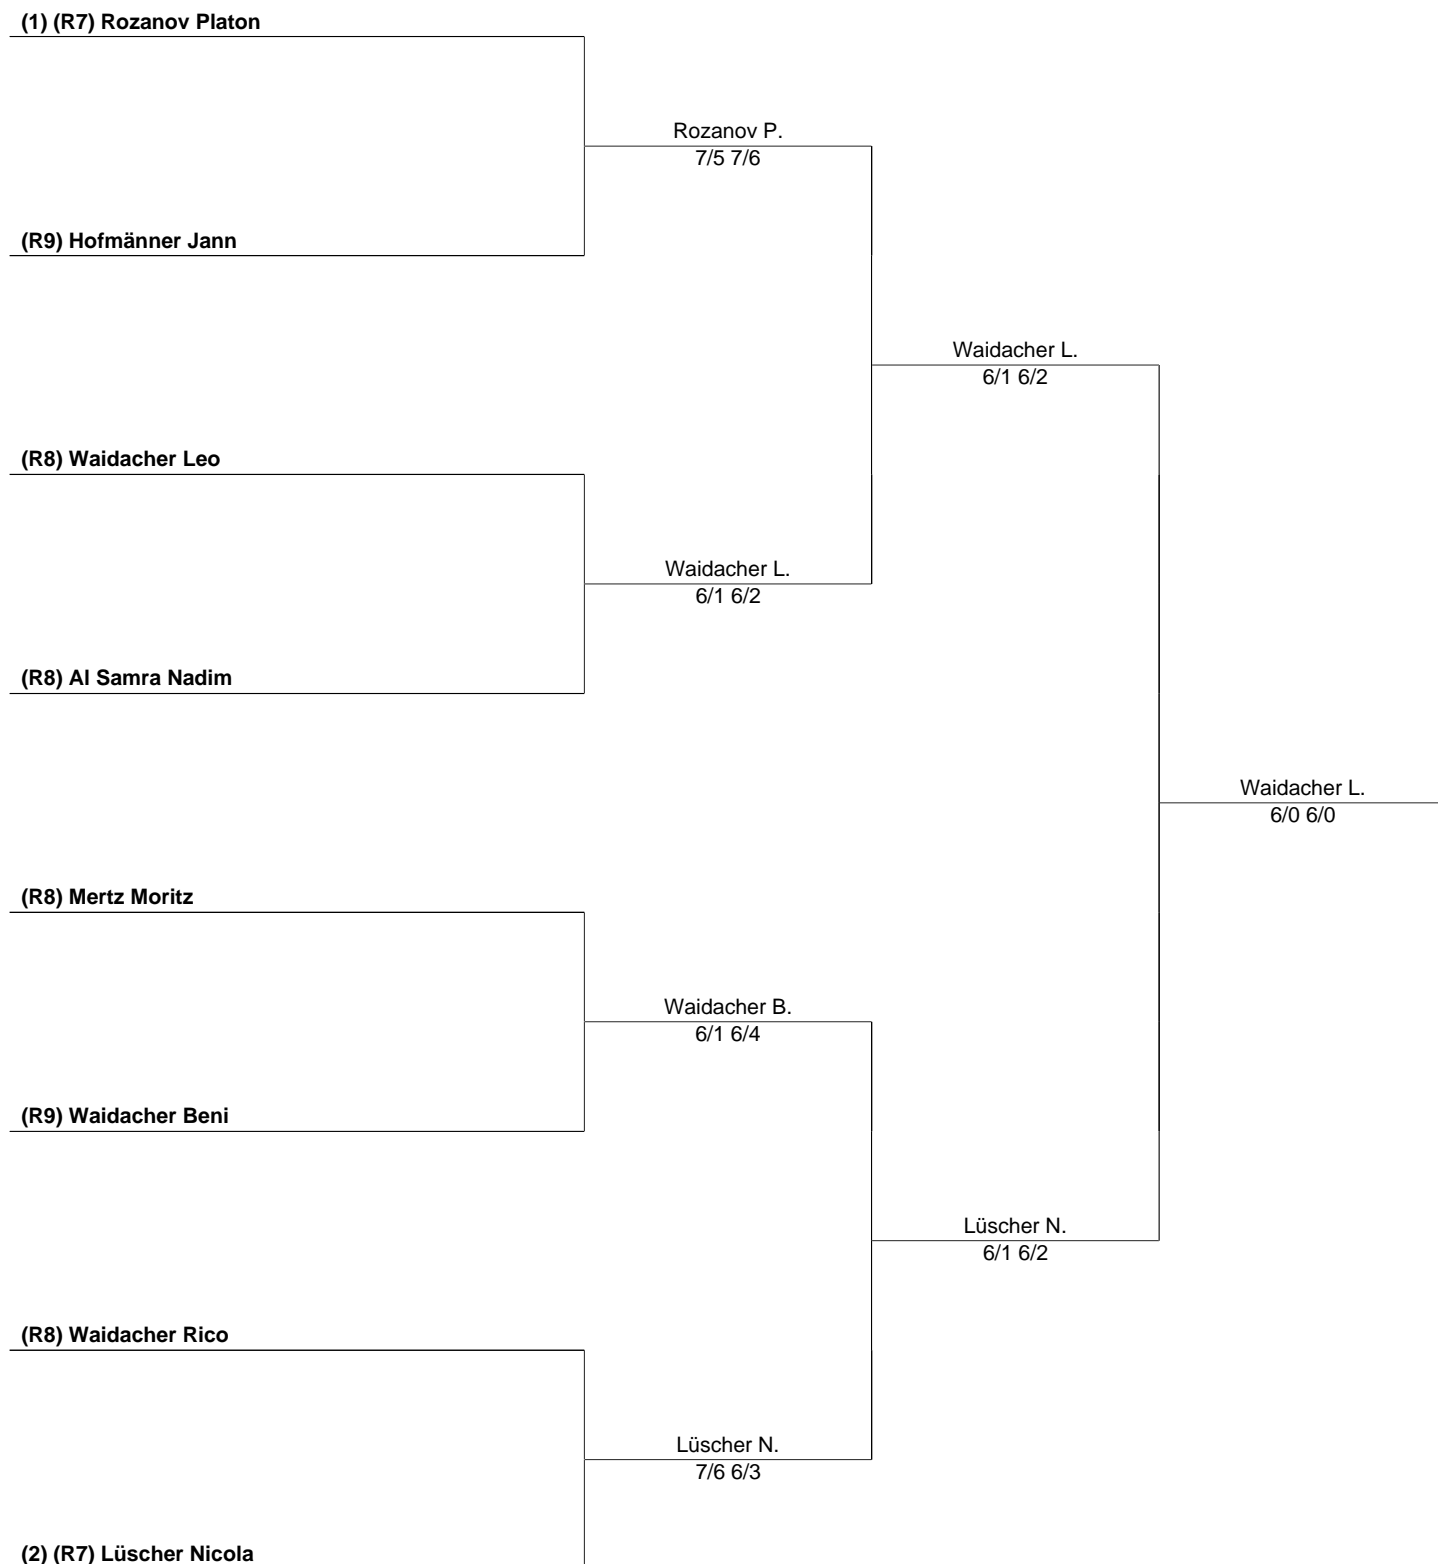 (1) (R7) Rozanov Platon
Rozanov P.
7/5 7/6
(R9) Hofmänner Jann
Waidacher L.
6/1 6/2
(R8) Waidacher Leo
Waidacher L.
6/1 6/2
(R8) Al Samra Nadim
Waidacher L.
6/0 6/0
(R8) Mertz Moritz
Waidacher B.
6/1 6/4
(R9) Waidacher Beni
Lüscher N.
6/1 6/2
(R8) Waidacher Rico
Lüscher N.
7/6 6/3
(2) (R7) Lüscher Nicola